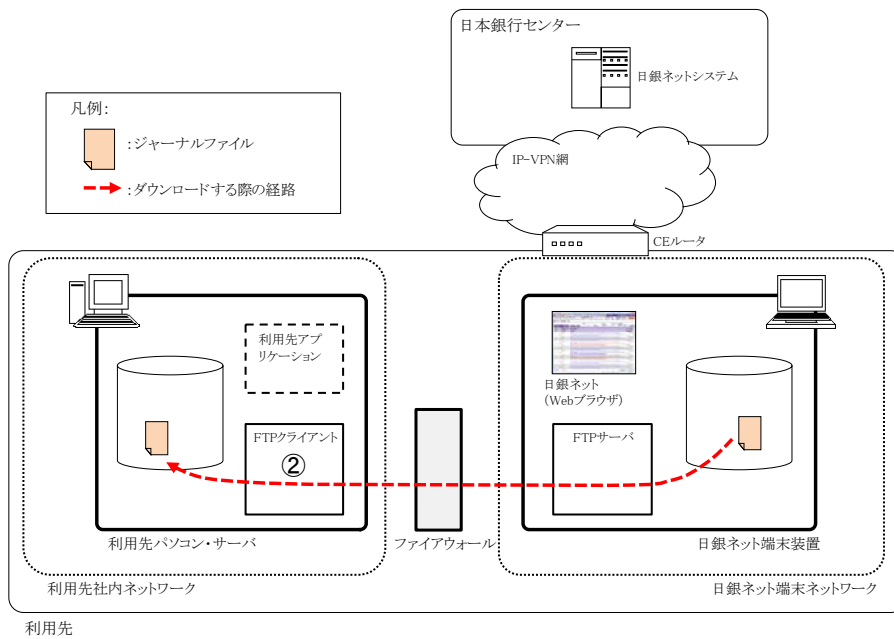 日本銀行センター
日銀ネットシステム
凡例:
:ジャーナルファイル
:ダウンロードする際の経路
IP-VPN網
CEルータ
利用先アプ
リケーション
日銀ネット
(Webブラウザ)
FTPクライアント
②
FTPサーバ
利用先パソコン・サーバ
ファイアウォール
日銀ネット端末装置
利用先社内ネットワーク
日銀ネット端末ネットワーク
利用先